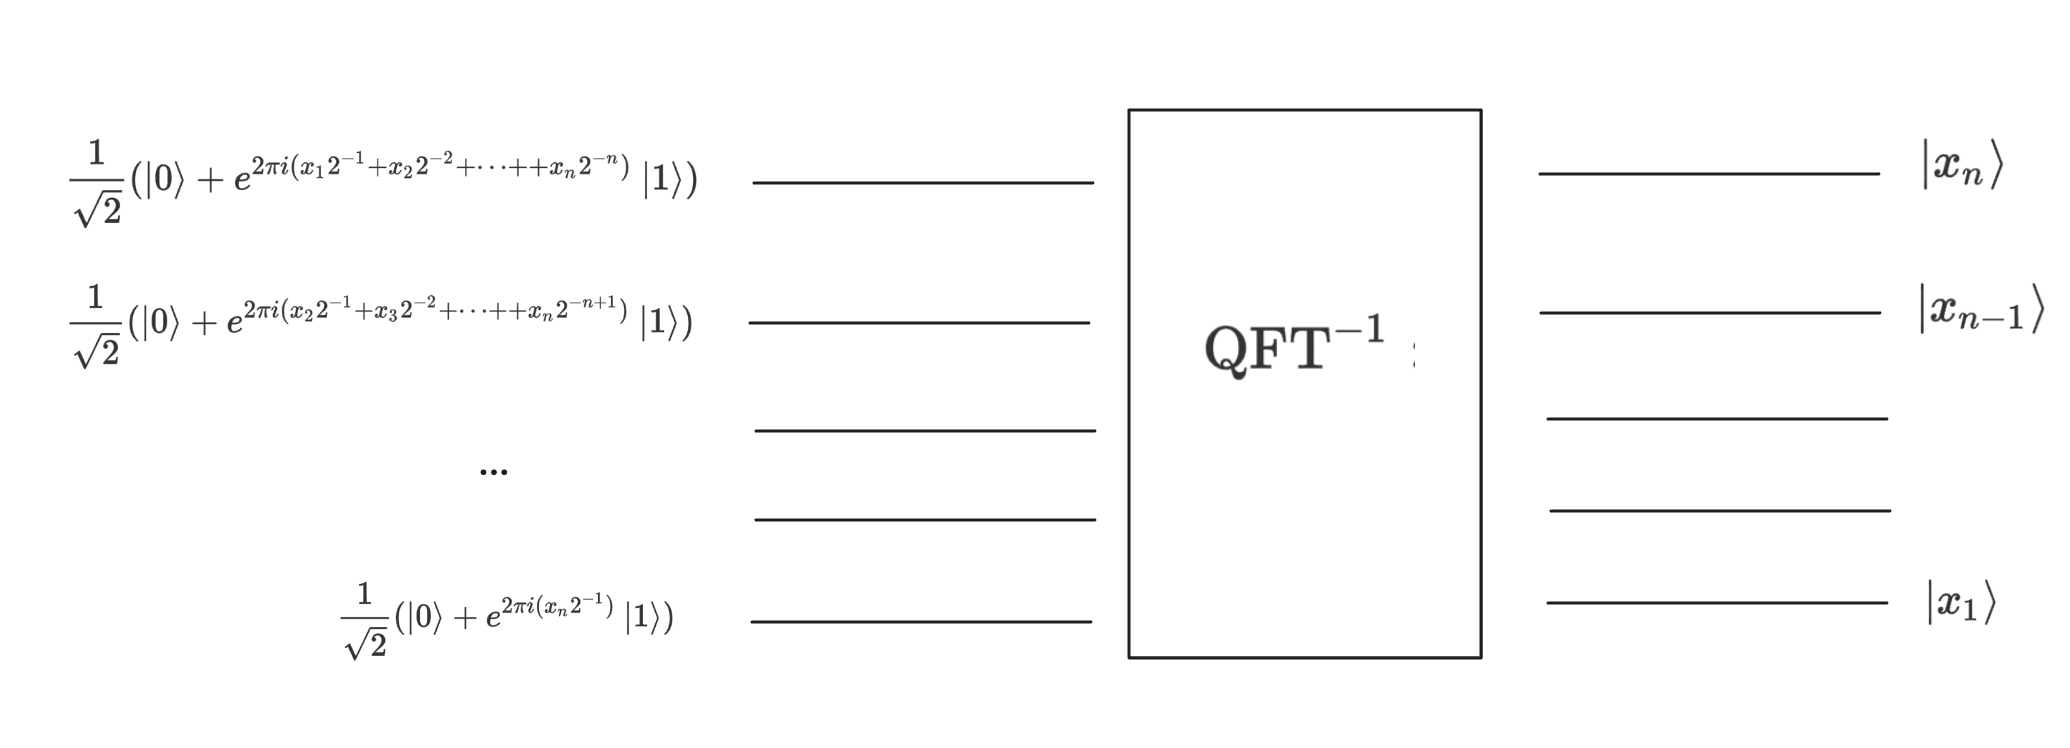 \frac{1}{\sqrt{2}}(|0\rangle + e^{2\pi i(x_1 2^{-1}+x_2 2^{-2}+\cdots++x_n 2^{-n})} |1\rangle)
|x_n\rangle
\frac{1}{\sqrt{2}}(|0\rangle + e^{2\pi i(x_2 2^{-1}+x_3 2^{-2}+\cdots++x_n 2^{-n+1})} |1\rangle)
|x_{n-1}\rangle
QFT^{-1} :
...
\frac{1}{\sqrt{2}}(|0\rangle + e^{2\pi i(x_n 2^{-1})} |1\rangle)
|x_1\rangle